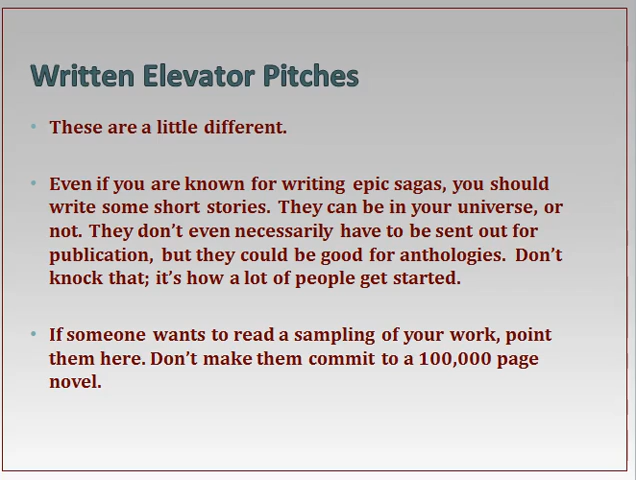 Written Elevator Pitches
• These are a little different.
• Even if you are known for writing epic sagas, you should
write some short stories. They can be in your universe, or
not. They don’t even necessarily have to be sent out for
publication, but they could be good for anthologies. Don’t
knock that; it’s how a lot of people get started.
• If someone wants to read a sampling of your work, point
them here. Don’t make them commit to a 100,000 page
novel.